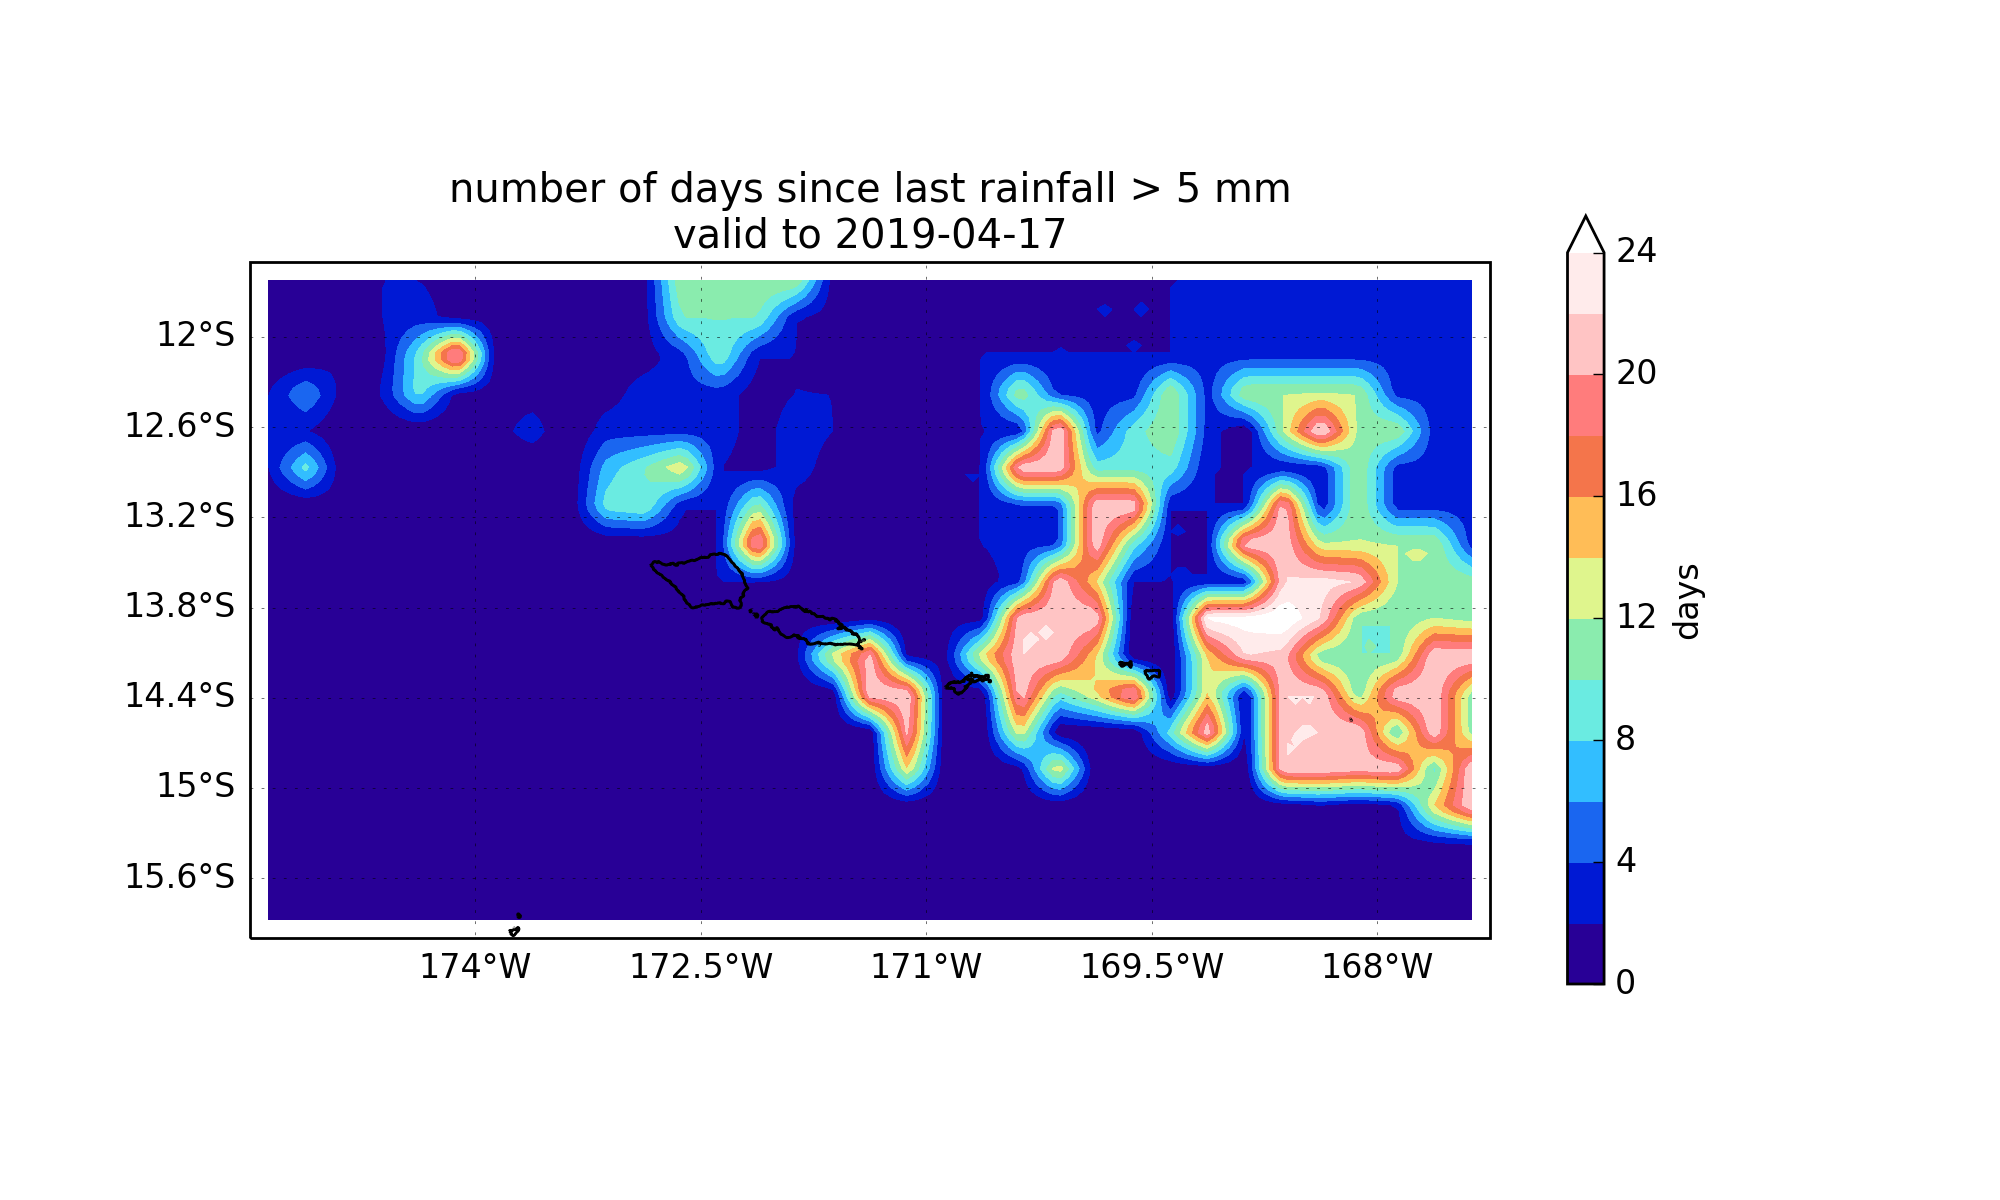 number of days since last rainfall > 5 mm
valid to 2019-04-17
12°S
12.6°S
13.2°S
13.8°S
14.4°S
15°S
15.6°S
174°W
172.5°W
171°W
169.5°W
168°W
24
20
16
12
8
4
0
days